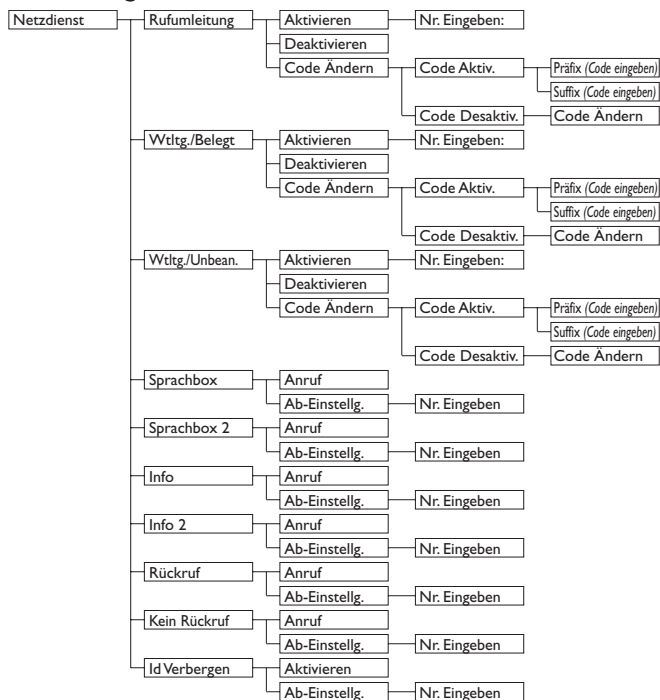 Netzdienst Rufumleitung Aktivieren Nr. Eingeben:
Deaktivieren
Code Ändern Code Aktiv. Präfix (Code eingeben)
Suffix (Code eingeben)
Code Desaktiv. Code Ändern
Wtltg./Belegt Aktivieren Nr. Eingeben:
Deaktivieren
Code Ändern Code Aktiv. Präfix (Code eingeben)
Suffix (Code eingeben)
Code Desaktiv. Code Ändern
Wtltg./Unbean. Aktivieren Nr. Eingeben:
Deaktivieren
Code Ändern Code Aktiv. Präfix (Code eingeben)
Suffix (Code eingeben)
Code Desaktiv. Code Ändern
Sprachbox Anruf
Ab-Einstellg. Nr. Eingeben
Sprachbox 2 Anruf
Ab-Einstellg. Nr. Eingeben
Info Anruf
Ab-Einstellg. Nr. Eingeben
Info 2 Anruf
Ab-Einstellg. Nr. Eingeben
Rückruf Anruf
Ab-Einstellg. Nr. Eingeben
Kein Rückruf Anruf
Ab-Einstellg. Nr. Eingeben
Id Verbergen Aktivieren
Ab-Einstellg. Nr. Eingeben